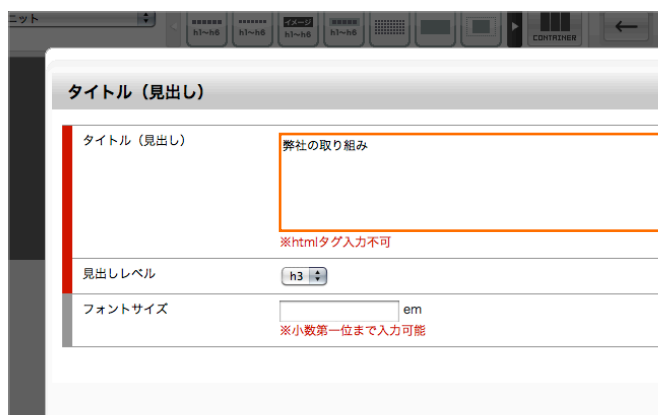 ニット
h1~h6
h1~h6
イメージ
h1~h6
h1~h6
CONTAINER
タイトル（見出し）
タイトル（見出し）
弊社の取り組み
※htmlタグ入力不可
見出しレベル
h3
フォントサイズ
em
※小数第一位まで入力可能